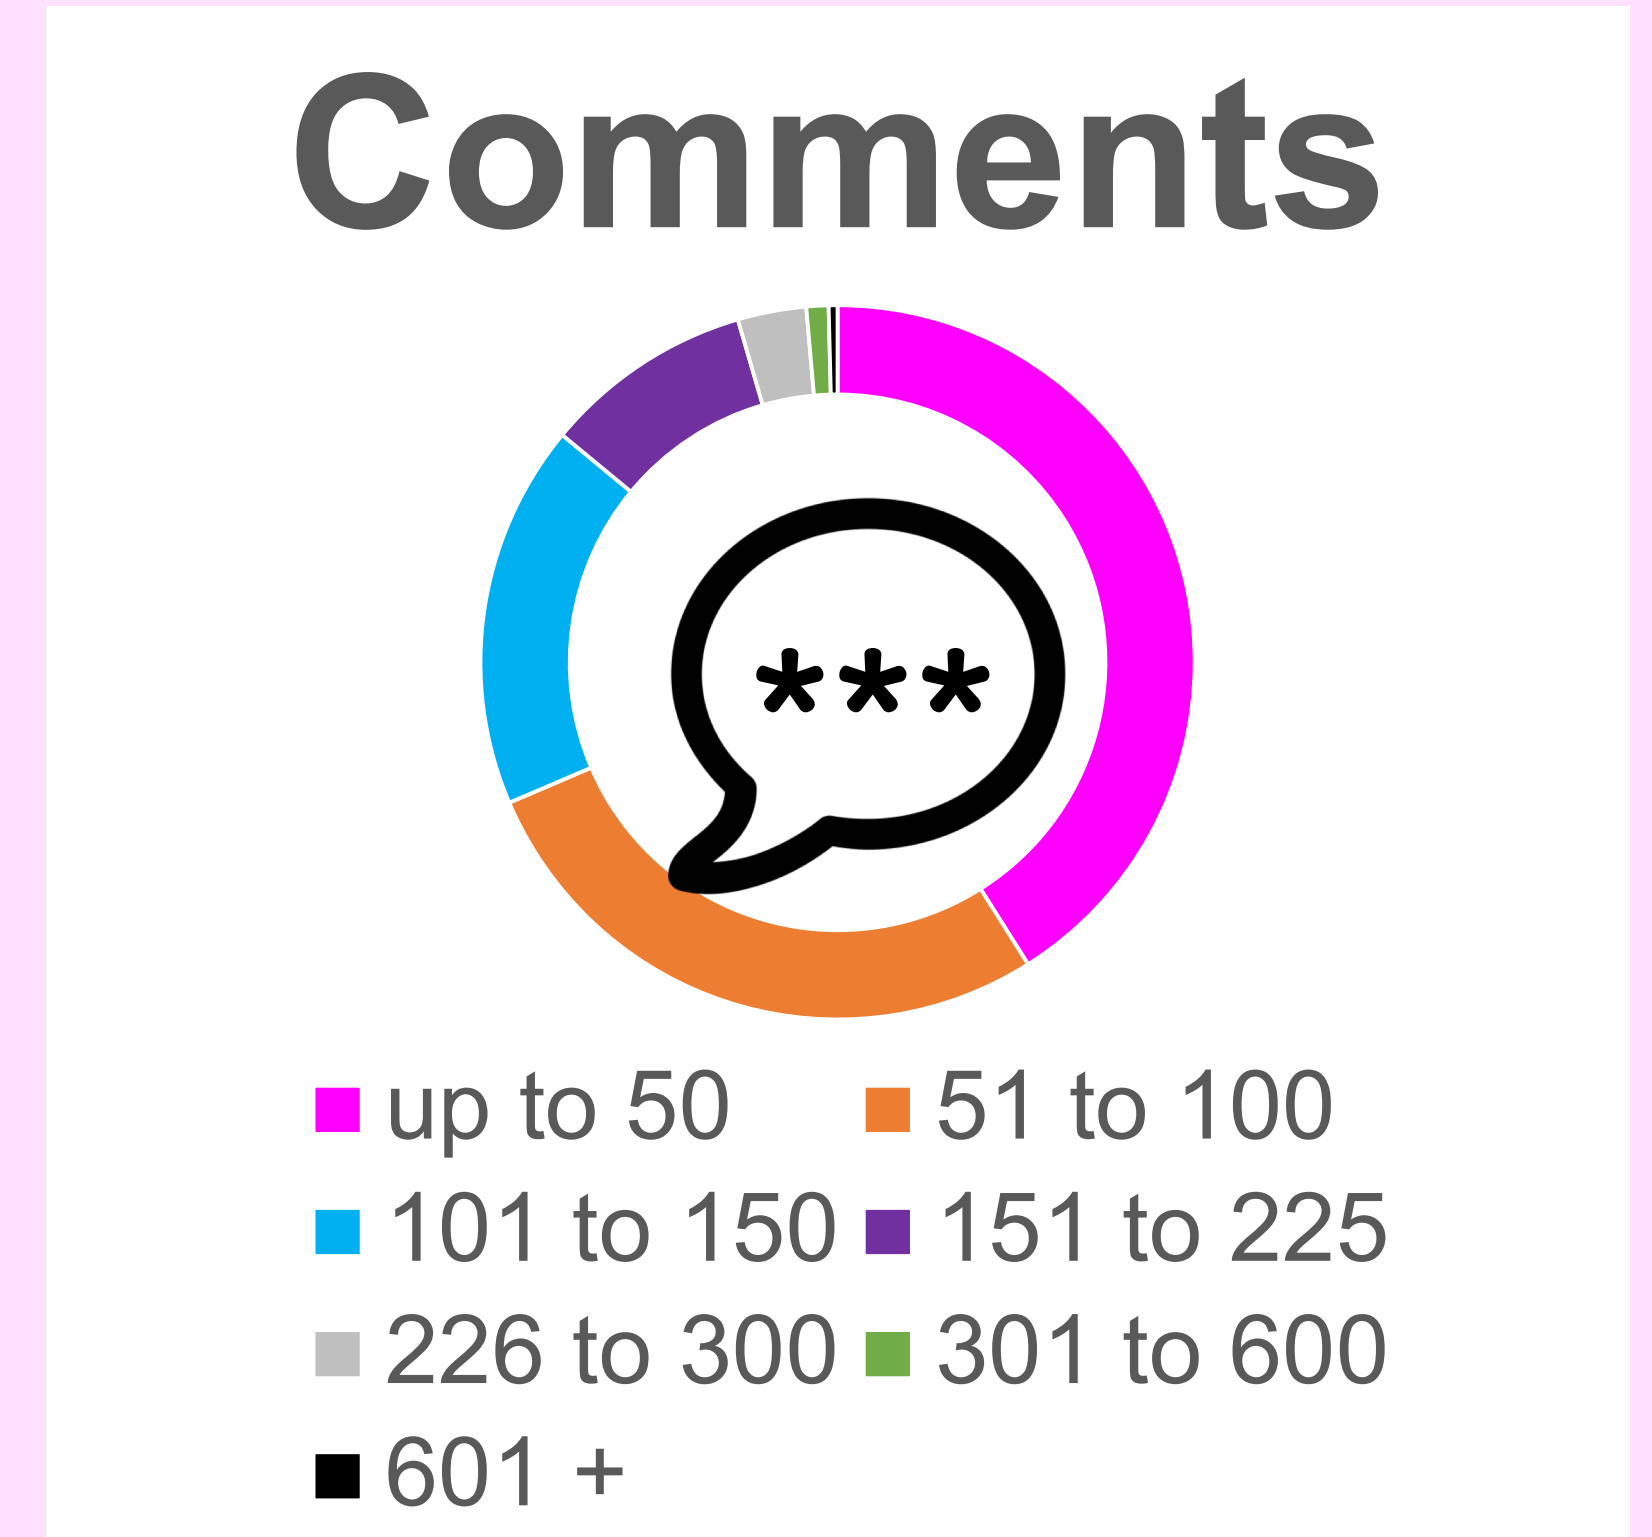 Comments
***
up to 50 51 to 100
101 to 150 151 to 225
226 to 300 301 to 600
601 +